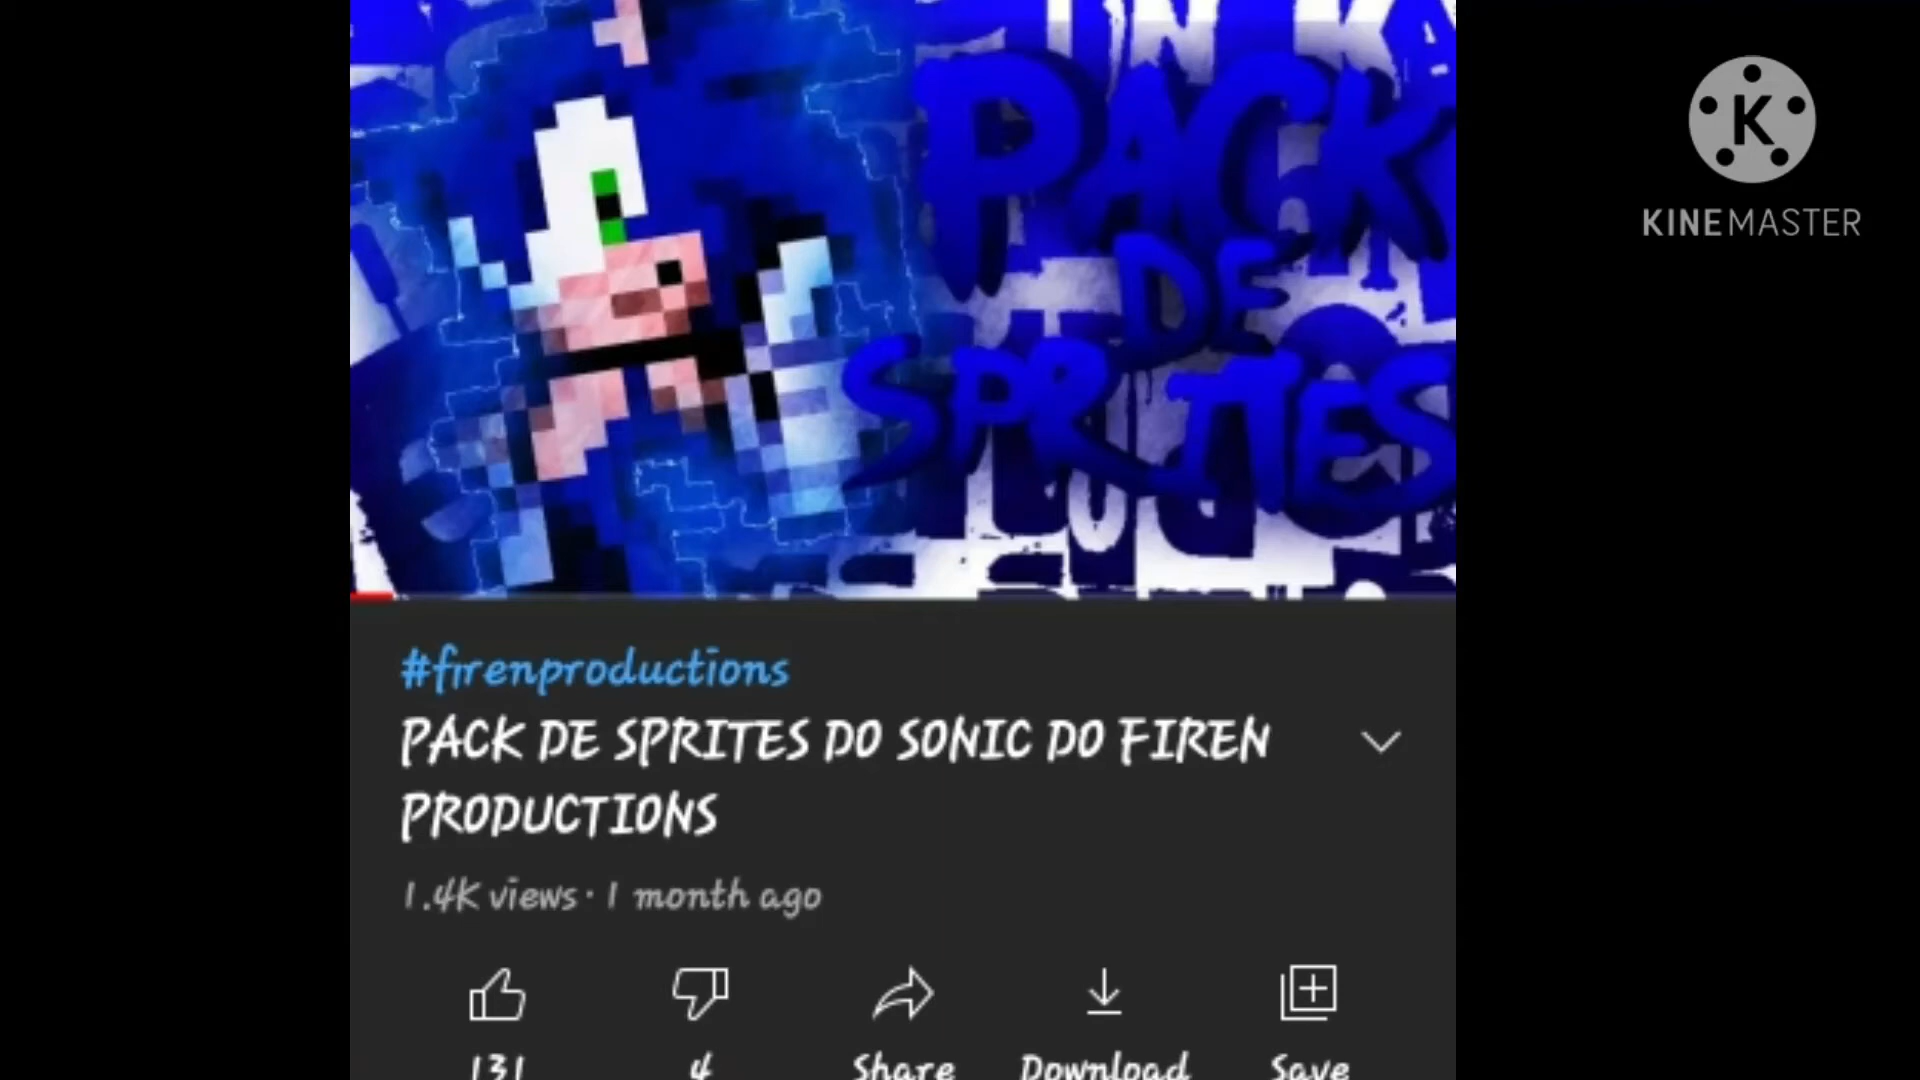 PACK
DE
SPRITES
KINEMASTER
#firenproductions
PACK DE SPRITES DO SONIC DO FIREN
PRODUCTIONS
1.4K views · 1 month ago
131
4
Share
Download
Save